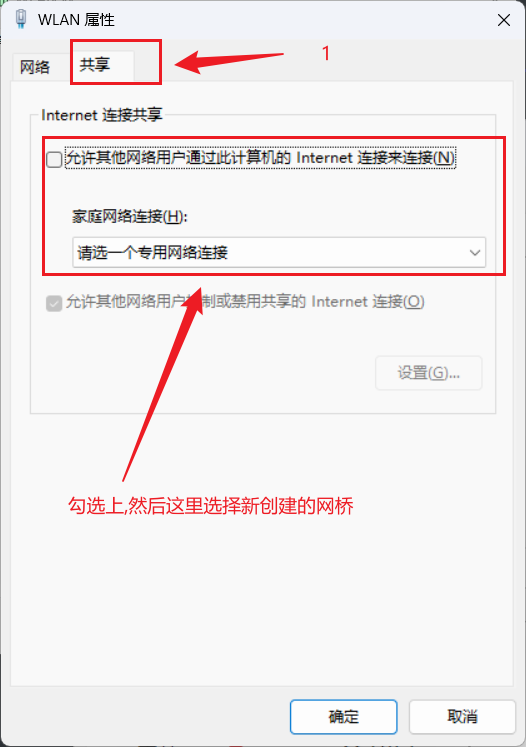 WLAN 属性
网络
共享
1
Internet 连接共享
允许其他网络用户通过此计算机的 Internet 连接来连接(N)
家庭网络连接(H):
请选一个专用网络连接
允许其他网络用户控制或禁用共享的 Internet 连接(O)
设置(G)...
勾选上,然后这里选择新创建的网桥
确定
取消